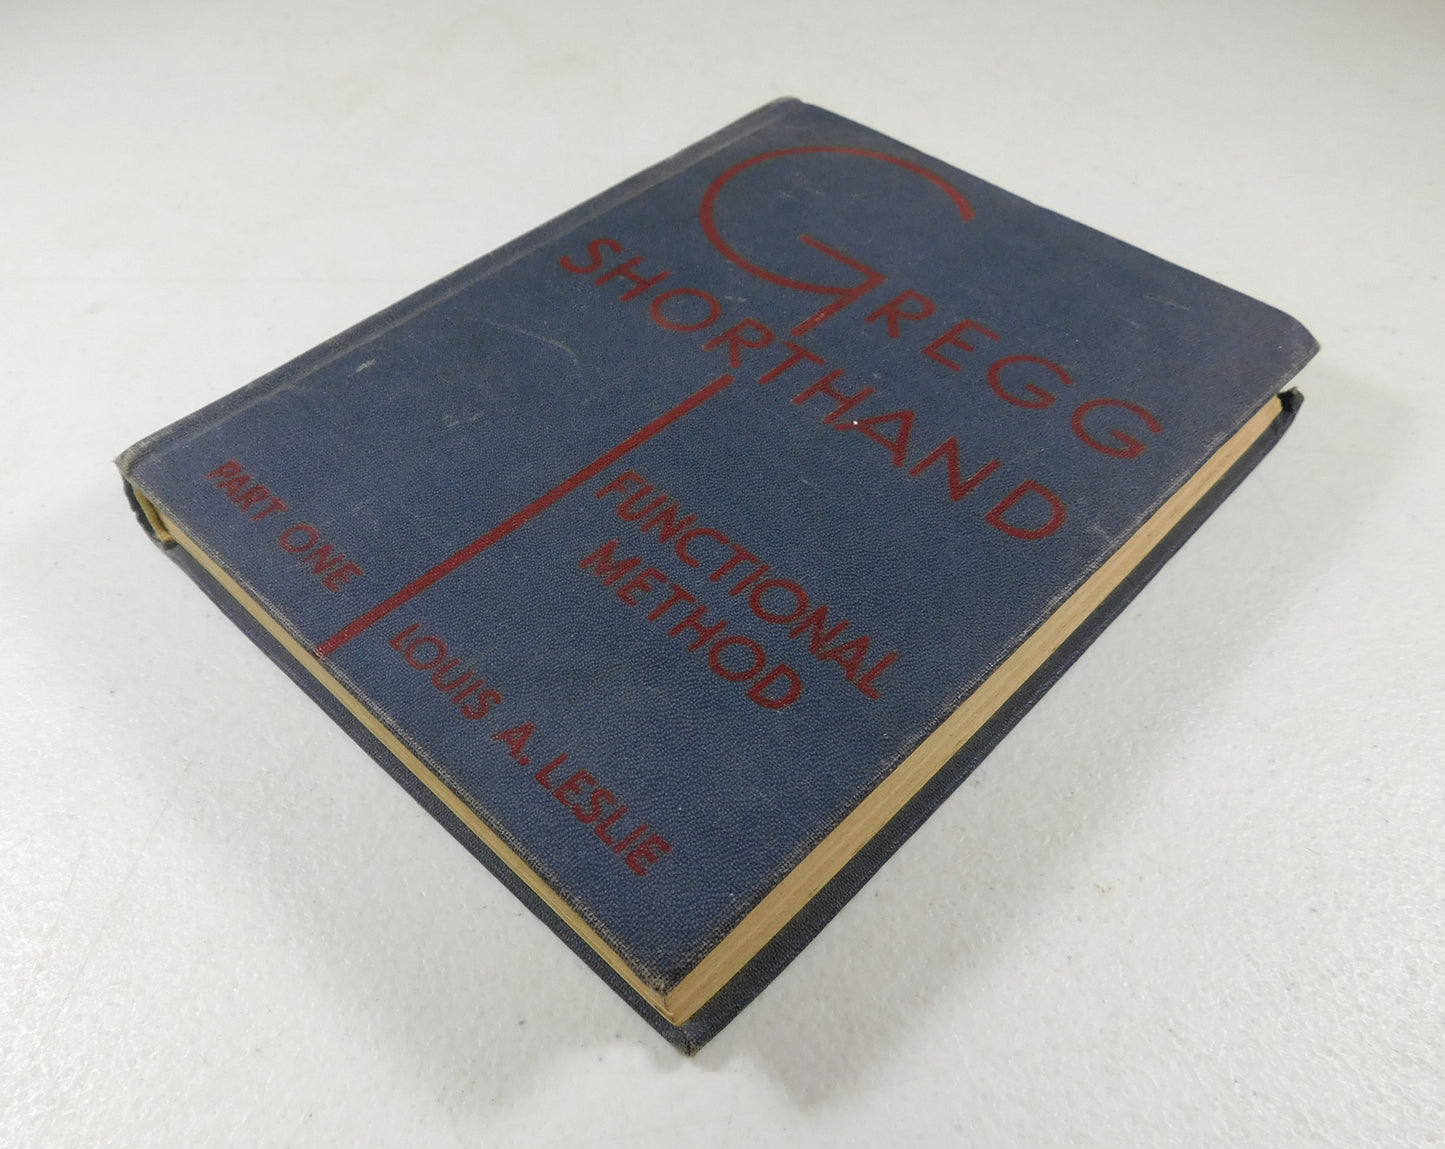 GREGG
SHORTHAND
FUNCTIONAL
METHOD
PART ONE
LOUIS A. LESLIE